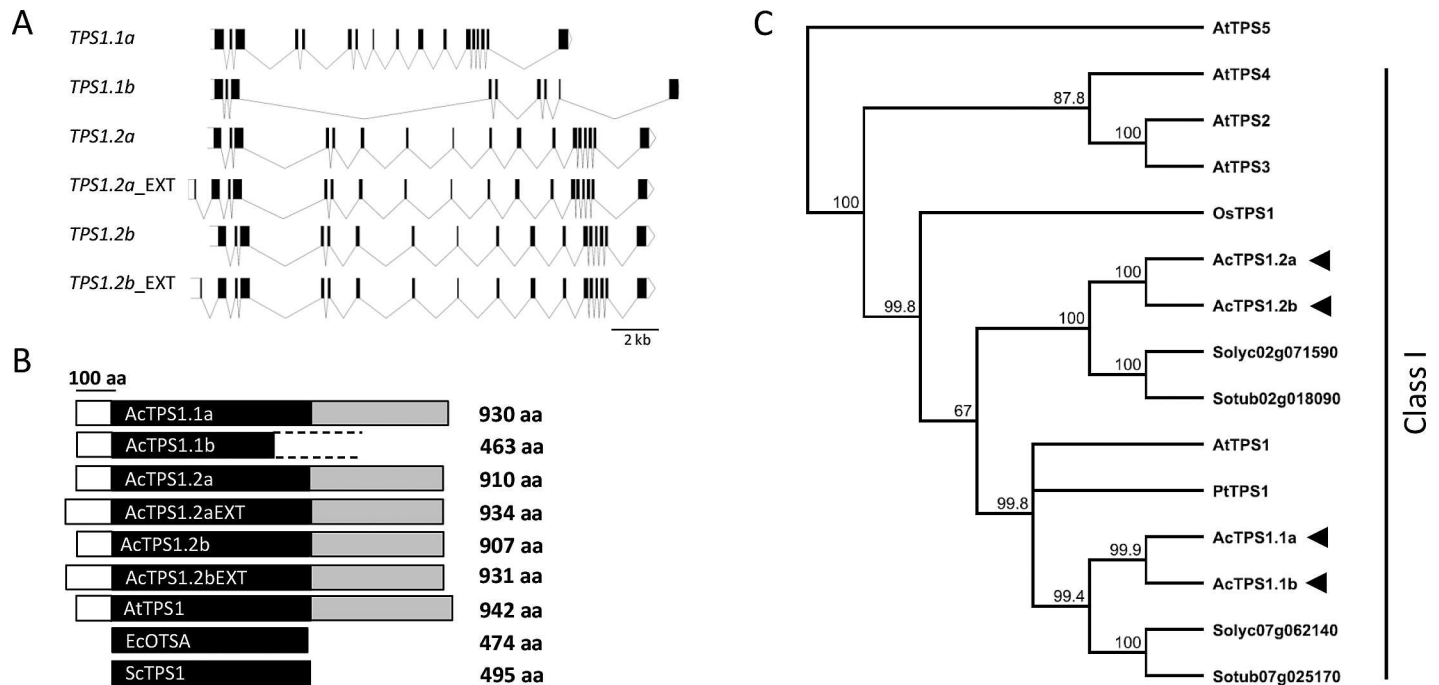 A
TPS1.1a
TPS1.1b
TPS1.2a
TPS1.2a_EXT
TPS1.2b
TPS1.2b_EXT
2 kb
B
100 aa
AcTPS1.1a 930 aa
AcTPS1.1b 463 aa
AcTPS1.2a 910 aa
AcTPS1.2aEXT 934 aa
AcTPS1.2b 907 aa
AcTPS1.2bEXT 931 aa
AtTPS1 942 aa
EcOTSA 474 aa
ScTPS1 495 aa
C
AtTPS5
AtTPS4
87.8
AtTPS2
100
AtTPS3
100
OsTPS1
AcTPS1.2a
100
AcTPS1.2b
99.8
100
Solyc02g071590
100
Sotub02g018090
67
AtTPS1
PtTPS1
99.8
AcTPS1.1a
99.9
AcTPS1.1b
99.4
Solyc07g062140
100
Sotub07g025170
Class I